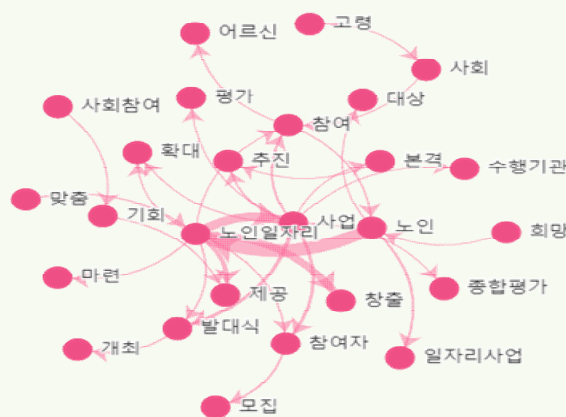 어르신
고령
사회
사회참여
평가
대상
참여
확대
추진
본격
수행기관
맞춤
기회
노인일자리
사업
노인
희망
마련
제공
창출
종합평가
개최
발대식
참여자
일자리사업
모집